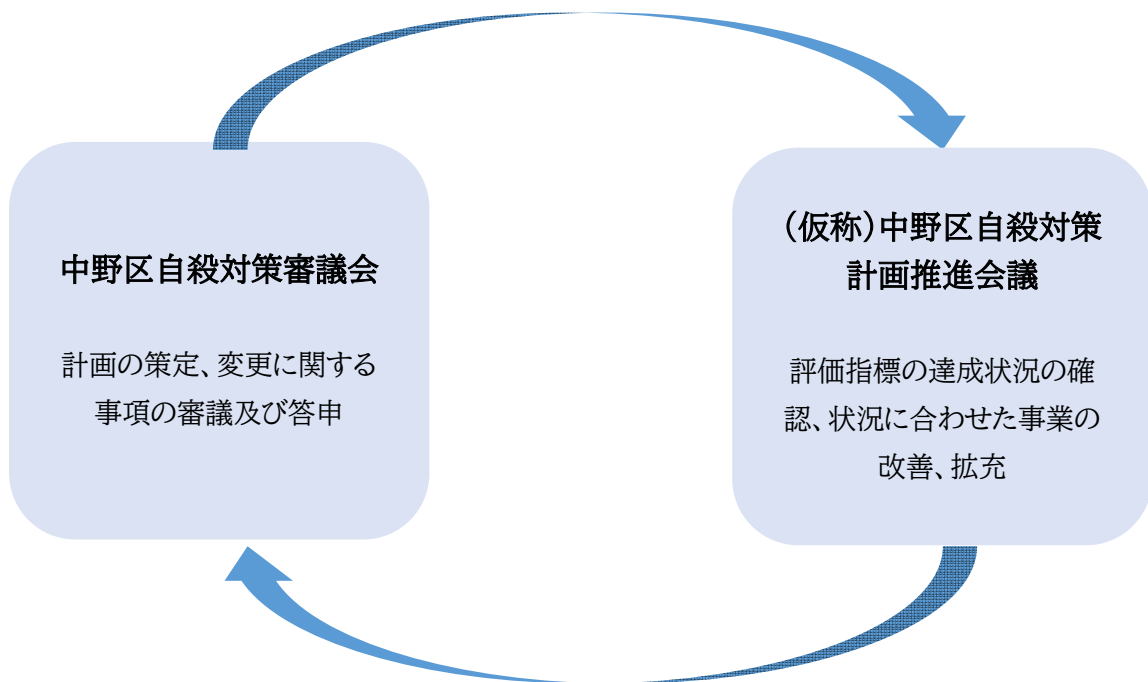 中野区自殺対策審議会
計画の策定、変更に関する
事項の審議及び答申
（仮称）中野区自殺対策
計画推進会議
評価指標の達成状況の確
認、状況に合わせた事業の
改善、拡充